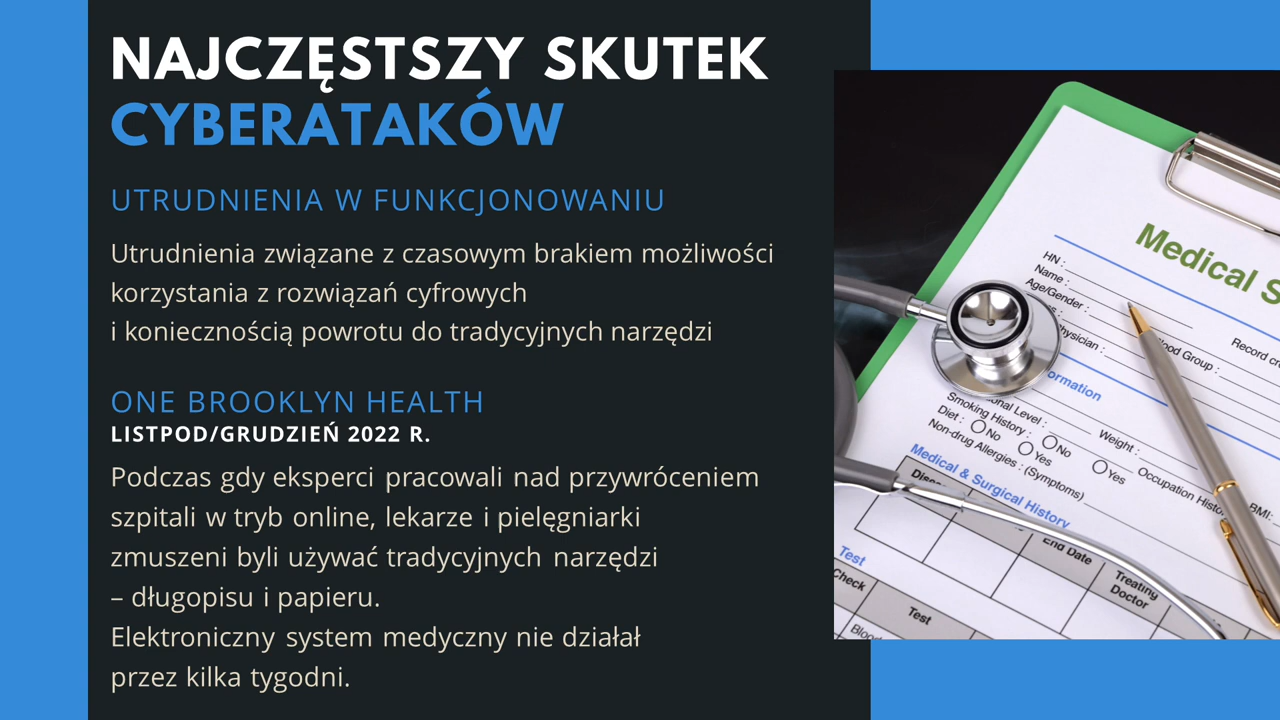 NAJCZĘSTSZY SKUTEK
CYBERATAKÓW
UTRUDNIENIA W FUNKCJONOWANIU
Utrudnienia związane z czasowym brakiem możliwości
korzystania z rozwiązań cyfrowych
i koniecznością powrotu do tradycyjnych narzędzi
ONE BROOKLYN HEALTH
LISTPOD/GRUDZIEŃ 2022 R.
Podczas gdy eksperci pracowali nad przywróceniem
szpitali w tryb online, lekarze i pielęgniarki
zmuszeni byli używać tradycyjnych narzędzi
– długopisu i papieru.
Elektroniczny system medyczny nie działał
przez kilka tygodni.
Medical S
HN :
Name :
Age/Gender :
Physician :
Blood Group :
Record
Level :
Smoking History : No Yes
Weight :
Diet : No Yes
Occupation History
BMI:
Non-drug Allergies : (Symptoms)
Medical & Surgical History
End Date
Treating
Doctor
Test
Check
Test